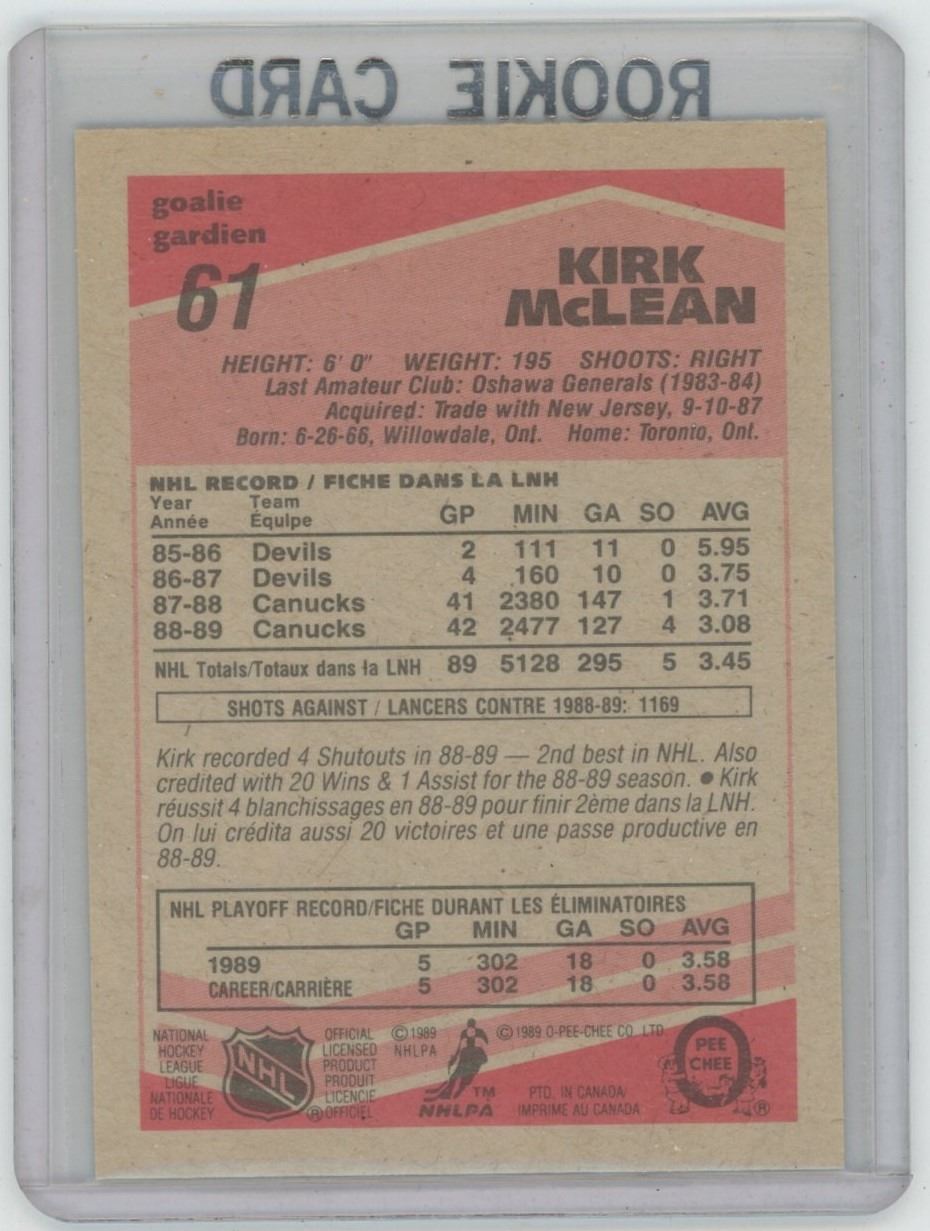 ROOKIE CARD
goalie
gardien
61
KIRK
McLEAN
HEIGHT: 6' 0" WEIGHT: 195 SHOOTS: RIGHT
Last Amateur Club: Oshawa Generals (1983-84)
Acquired: Trade with New Jersey, 9-10-87
Born: 6-26-66, Willowdale, Ont. Home: Toronto, Ont.
NHL RECORD / FICHE DANS LA LNH
Year Team
Année Équipe GP MIN GA SO AVG
85-86 Devils 2 111 11 0 5.95
86-87 Devils 4 160 10 0 3.75
87-88 Canucks 41 2380 147 1 3.71
88-89 Canucks 42 2477 127 4 3.08
NHL Totals/Totaux dans la LNH 89 5128 295 5 3.45
SHOTS AGAINST / LANCERS CONTRE 1988-89: 1169
Kirk recorded 4 Shutouts in 88-89 — 2nd best in NHL. Also
credited with 20 Wins & 1 Assist for the 88-89 season. ● Kirk
réussit 4 blanchissages en 88-89 pour finir 2ème dans la LNH.
On lui crédita aussi 20 victoires et une passe productive en
88-89.
NHL PLAYOFF RECORD/FICHE DURANT LES ÉLIMINATOIRES
GP MIN GA SO AVG
1989 5 302 18 0 3.58
CAREER/CARRIÈRE 5 302 18 0 3.58
NATIONAL
HOCKEY
LEAGUE
LIGUE
NATIONALE
DE HOCKEY
NHL
®
OFFICIAL
LICENSED
PRODUCT
PRODUIT
LICENCIE
OFFICIEL
© 1989
NHLPA
TM
NHLPA
© 1989 O-PEE-CHEE CO. LTD.
PTD. IN CANADA/
IMPRIME AU CANADA
O
PEE
CHEE
®